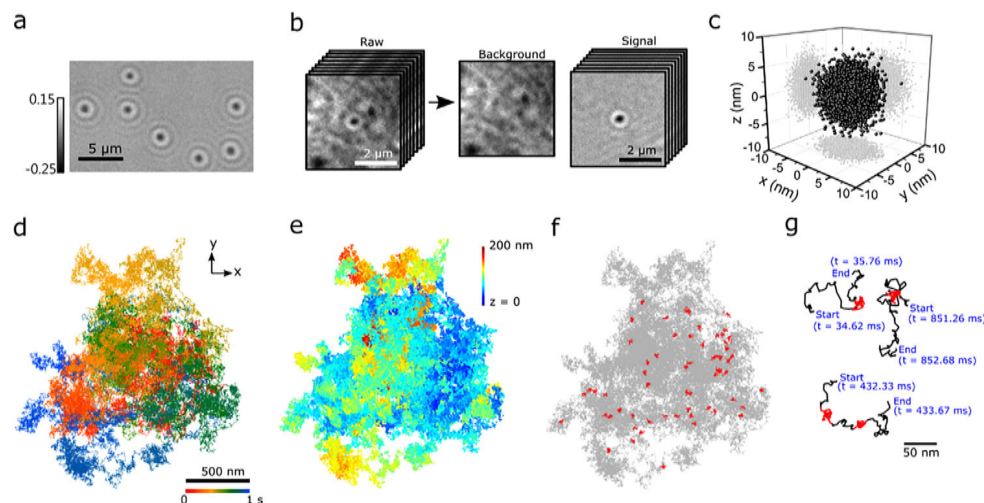 a
0.15
-0.25
5 µm
b
Raw
Background
Signal
2 µm
2 µm
c
10
5
0
-5
-10
z (nm)
-10
-5
0
5
10
x (nm)
-10
-5
0
5
10
y (nm)
d
y
x
500 nm
0
1 s
e
200 nm
z = 0
f
g
(t = 35.76 ms)
End
Start
(t = 34.62 ms)
Start
(t = 851.26 ms)
End
(t = 852.68 ms)
Start
(t = 432.33 ms)
End
(t = 433.67 ms)
50 nm